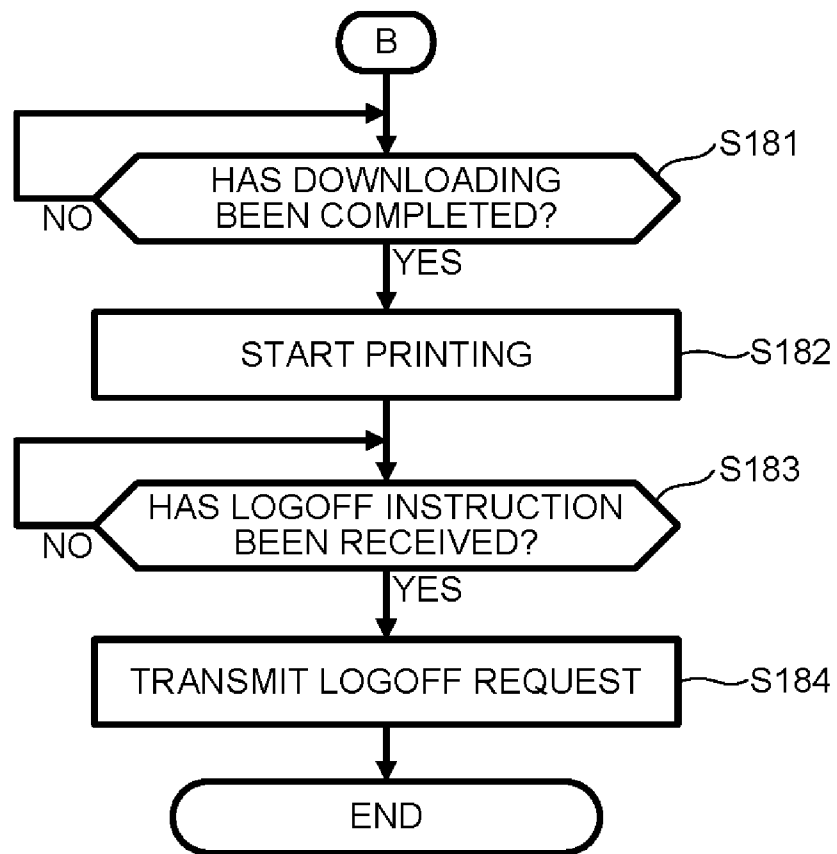 B
S181
HAS DOWNLOADING
BEEN COMPLETED?
NO
YES
START PRINTING
S182
S183
HAS LOGOFF INSTRUCTION
BEEN RECEIVED?
NO
YES
TRANSMIT LOGOFF REQUEST
S184
END